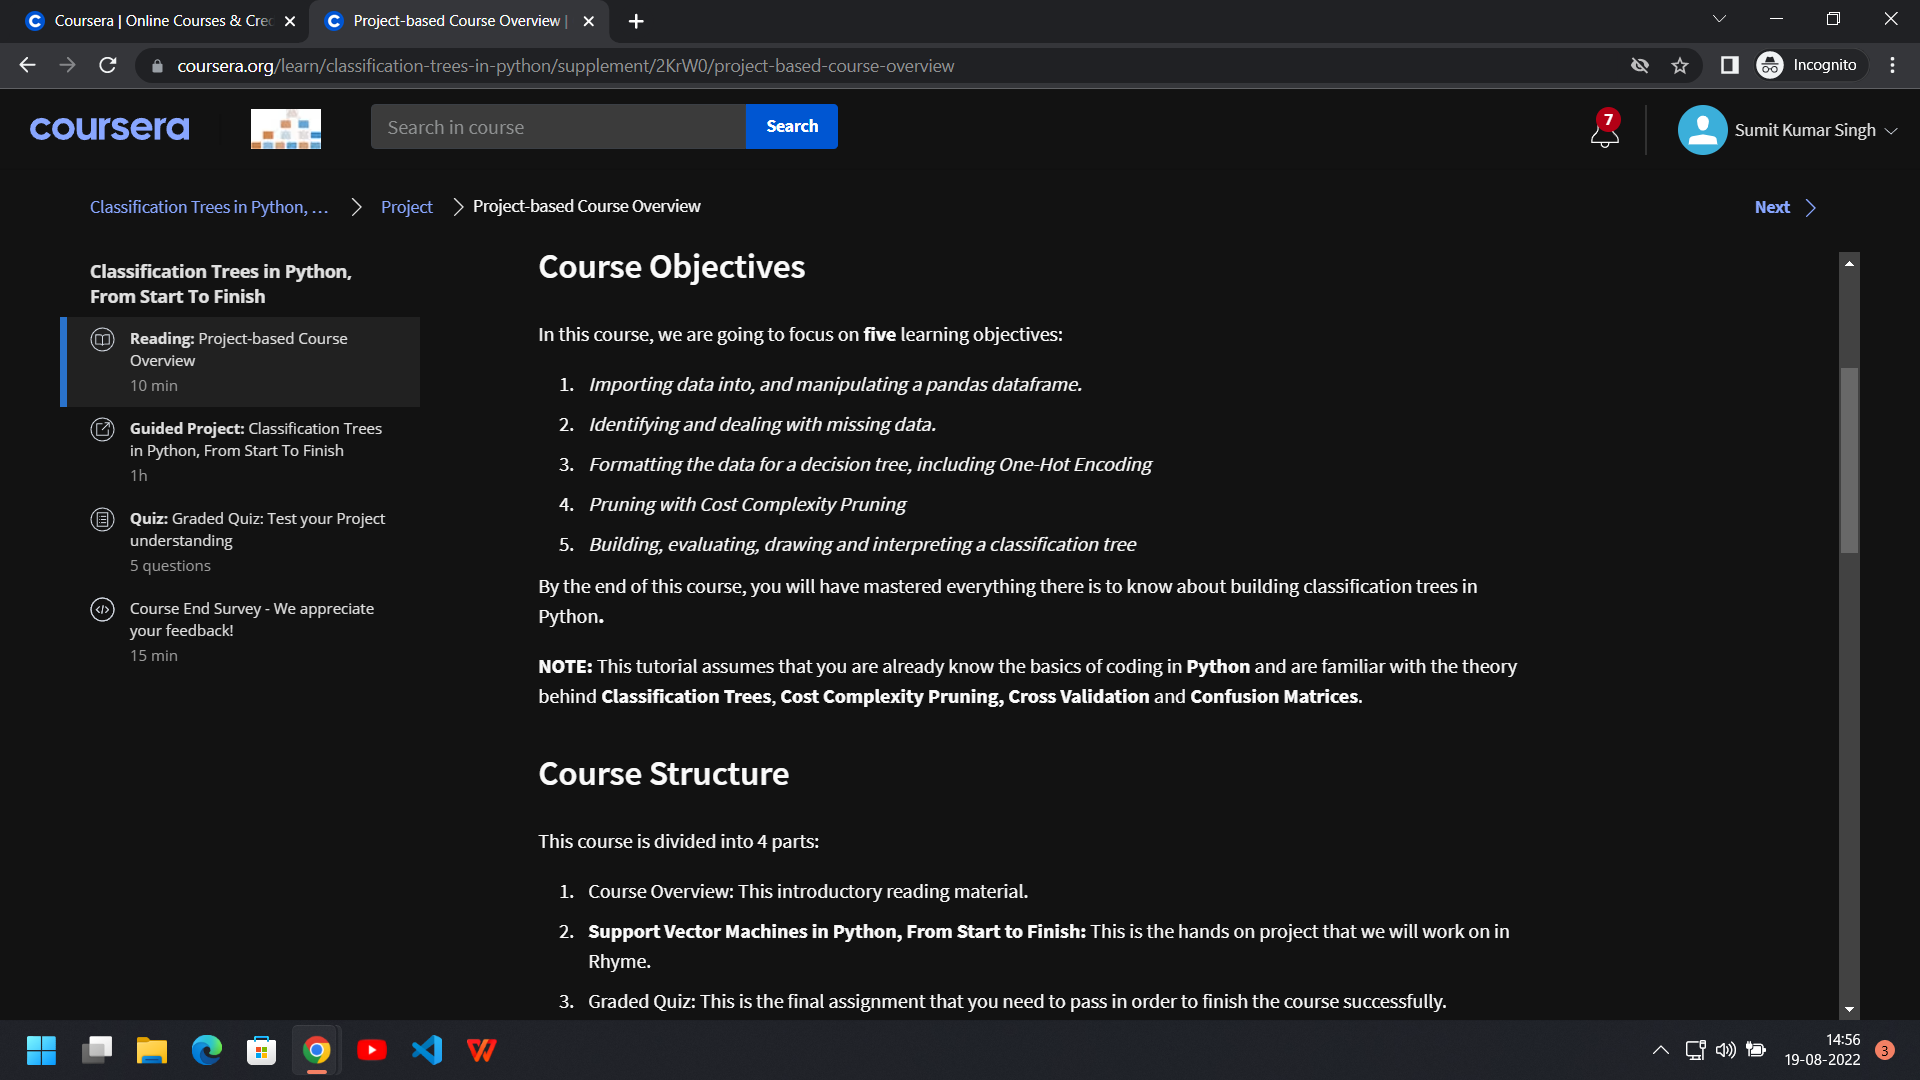 Coursera | Online Courses & Cre
Project-based Course Overview |
coursera.org/learn/classification-trees-in-python/supplement/2KrW0/project-based-course-overview
Incognito
coursera
Search in course
Search
7
Sumit Kumar Singh
Classification Trees in Python, ...
Project
Project-based Course Overview
Next
Classification Trees in Python,
From Start To Finish
Reading: Project-based Course
Overview
10 min
Guided Project: Classification Trees
in Python, From Start To Finish
1h
Quiz: Graded Quiz: Test your Project
understanding
5 questions
Course End Survey - We appreciate
your feedback!
15 min
Course Objectives
In this course, we are going to focus on five learning objectives:
1. Importing data into, and manipulating a pandas dataframe.
2. Identifying and dealing with missing data.
3. Formatting the data for a decision tree, including One-Hot Encoding
4. Pruning with Cost Complexity Pruning
5. Building, evaluating, drawing and interpreting a classification tree
By the end of this course, you will have mastered everything there is to know about building classification trees in
Python.
NOTE: This tutorial assumes that you are already know the basics of coding in Python and are familiar with the theory
behind Classification Trees, Cost Complexity Pruning, Cross Validation and Confusion Matrices.
Course Structure
This course is divided into 4 parts:
1. Course Overview: This introductory reading material.
2. Support Vector Machines in Python, From Start to Finish: This is the hands on project that we will work on in
Rhyme.
3. Graded Quiz: This is the final assignment that you need to pass in order to finish the course successfully.
14:56
19-08-2022
3